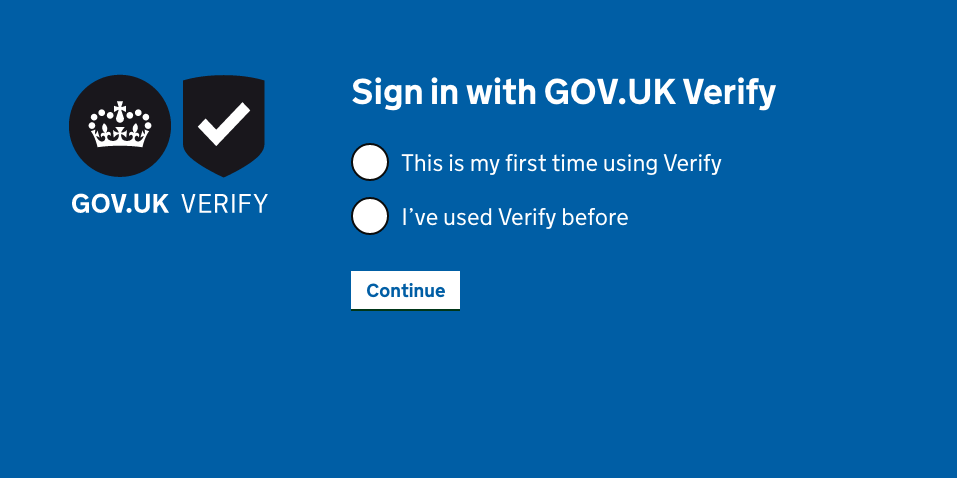 GOV.UK VERIFY
Sign in with GOV.UK Verify
This is my first time using Verify
I’ve used Verify before
Continue